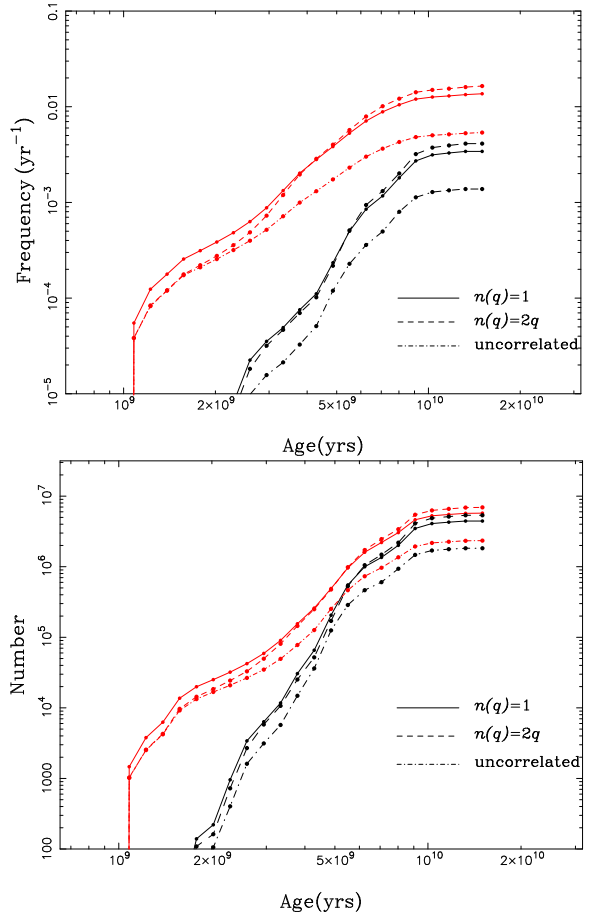 0.1
0.01
10⁻³
10⁻⁴
10⁻⁵
Frequency (yr⁻¹)
n(q)=1
n(q)=2q
uncorrelated
10⁹ 2×10⁹ 5×10⁹ 10¹⁰ 2×10¹⁰
Age(yrs)
10⁷
10⁶
10⁵
10⁴
1000
100
Number
n(q)=1
n(q)=2q
uncorrelated
10⁹ 2×10⁹ 5×10⁹ 10¹⁰ 2×10¹⁰
Age(yrs)